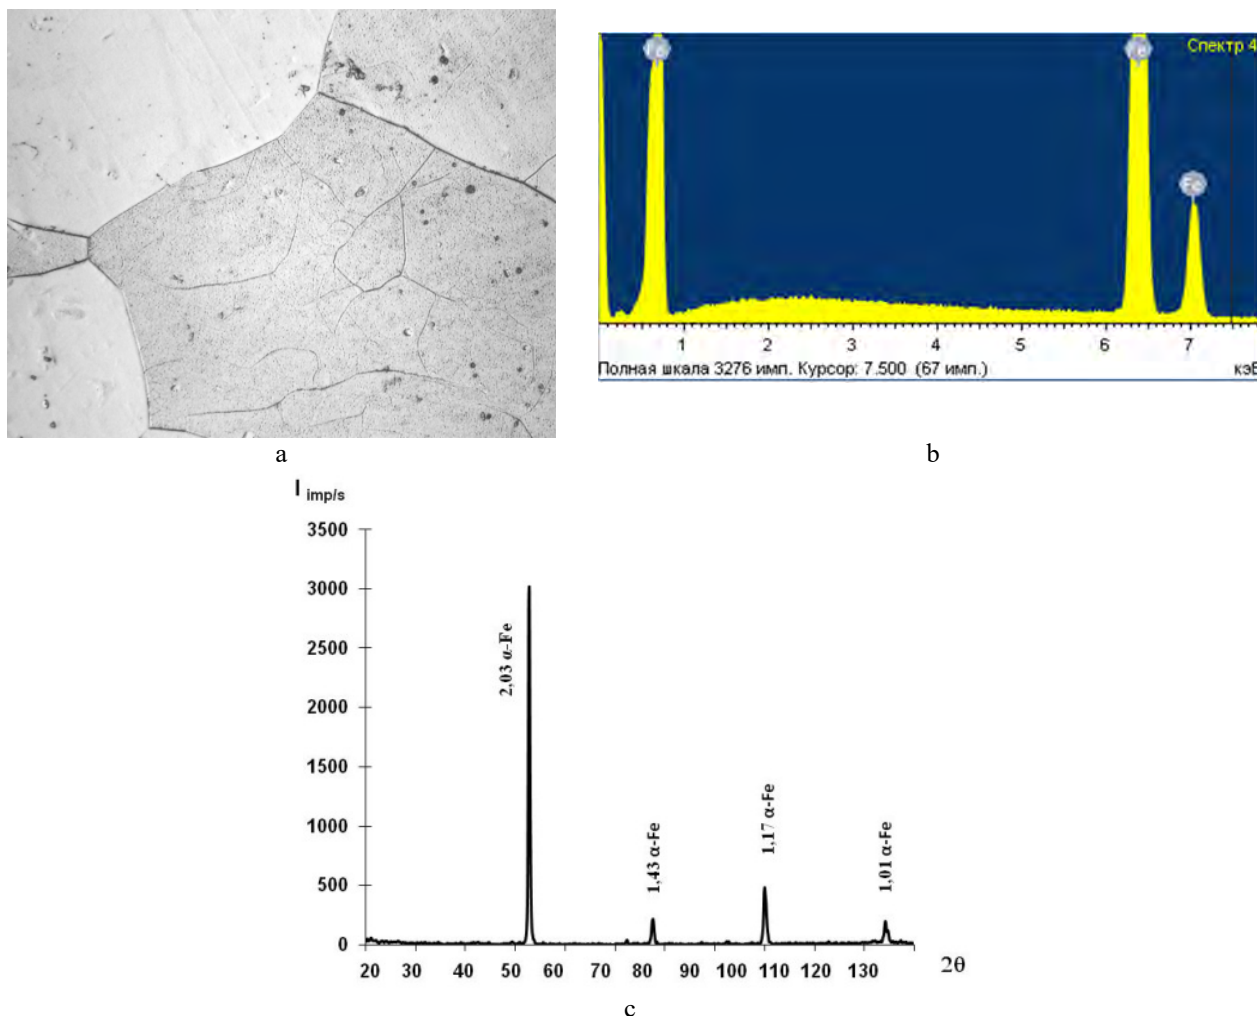 Fe
Fe
Fe
Спектр 4
1 2 3 4 5 6 7
Полная шкала 3276 имп. Курсор: 7.500 (67 имп.)
кэВ
a
b
I imp/s
3500
3000
2500
2000
1500
1000
500
0
2,03 α-Fe
1,43 α-Fe
1,17 α-Fe
1,01 α-Fe
20 30 40 50 60 70 80 90 100 110 120 130
2θ
c